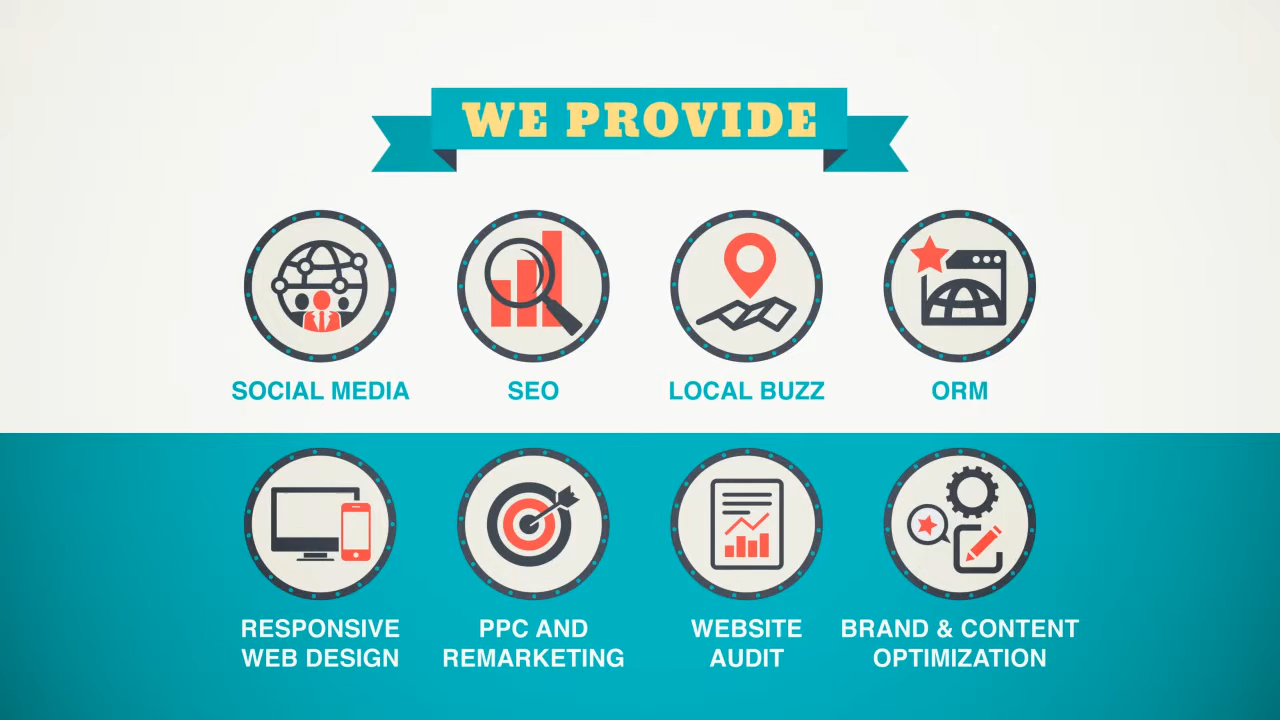 WE PROVIDE
SOCIAL MEDIA
SEO
LOCAL BUZZ
ORM
RESPONSIVE
WEB DESIGN
PPC AND
REMARKETING
WEBSITE
AUDIT
BRAND & CONTENT
OPTIMIZATION